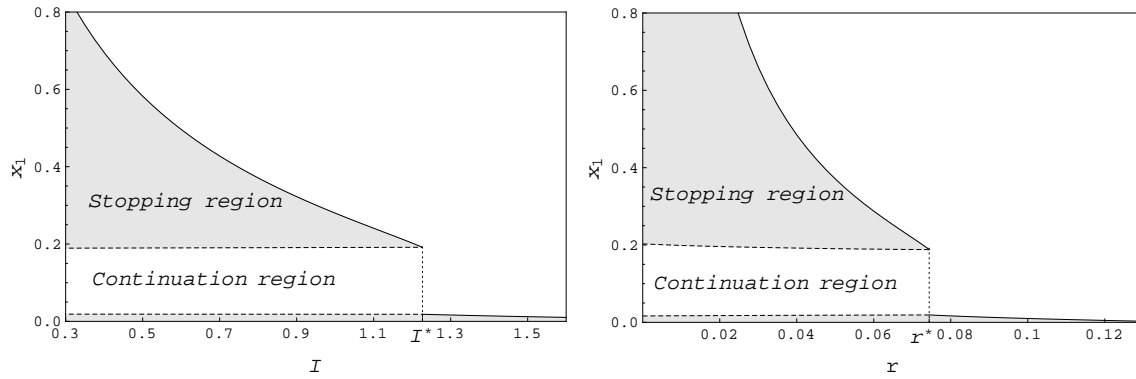 0.8
0.6
x1
0.4
Stopping region
0.2
Continuation region
0.0
0.3 0.5 0.7 0.9 1.1 I* 1.3 1.5
I
0.8
0.6
x1
0.4
Stopping region
0.2
Continuation region
0.0
0.02 0.04 0.06 r* 0.08 0.10 0.12
r